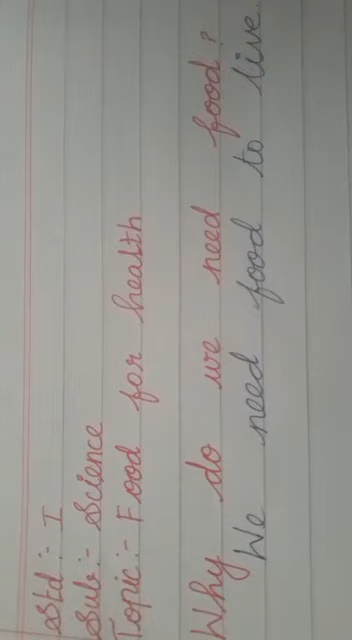 Std :- I
Sub :- Science
Topic :- Food for health
Why do we need food?
We need food to live.